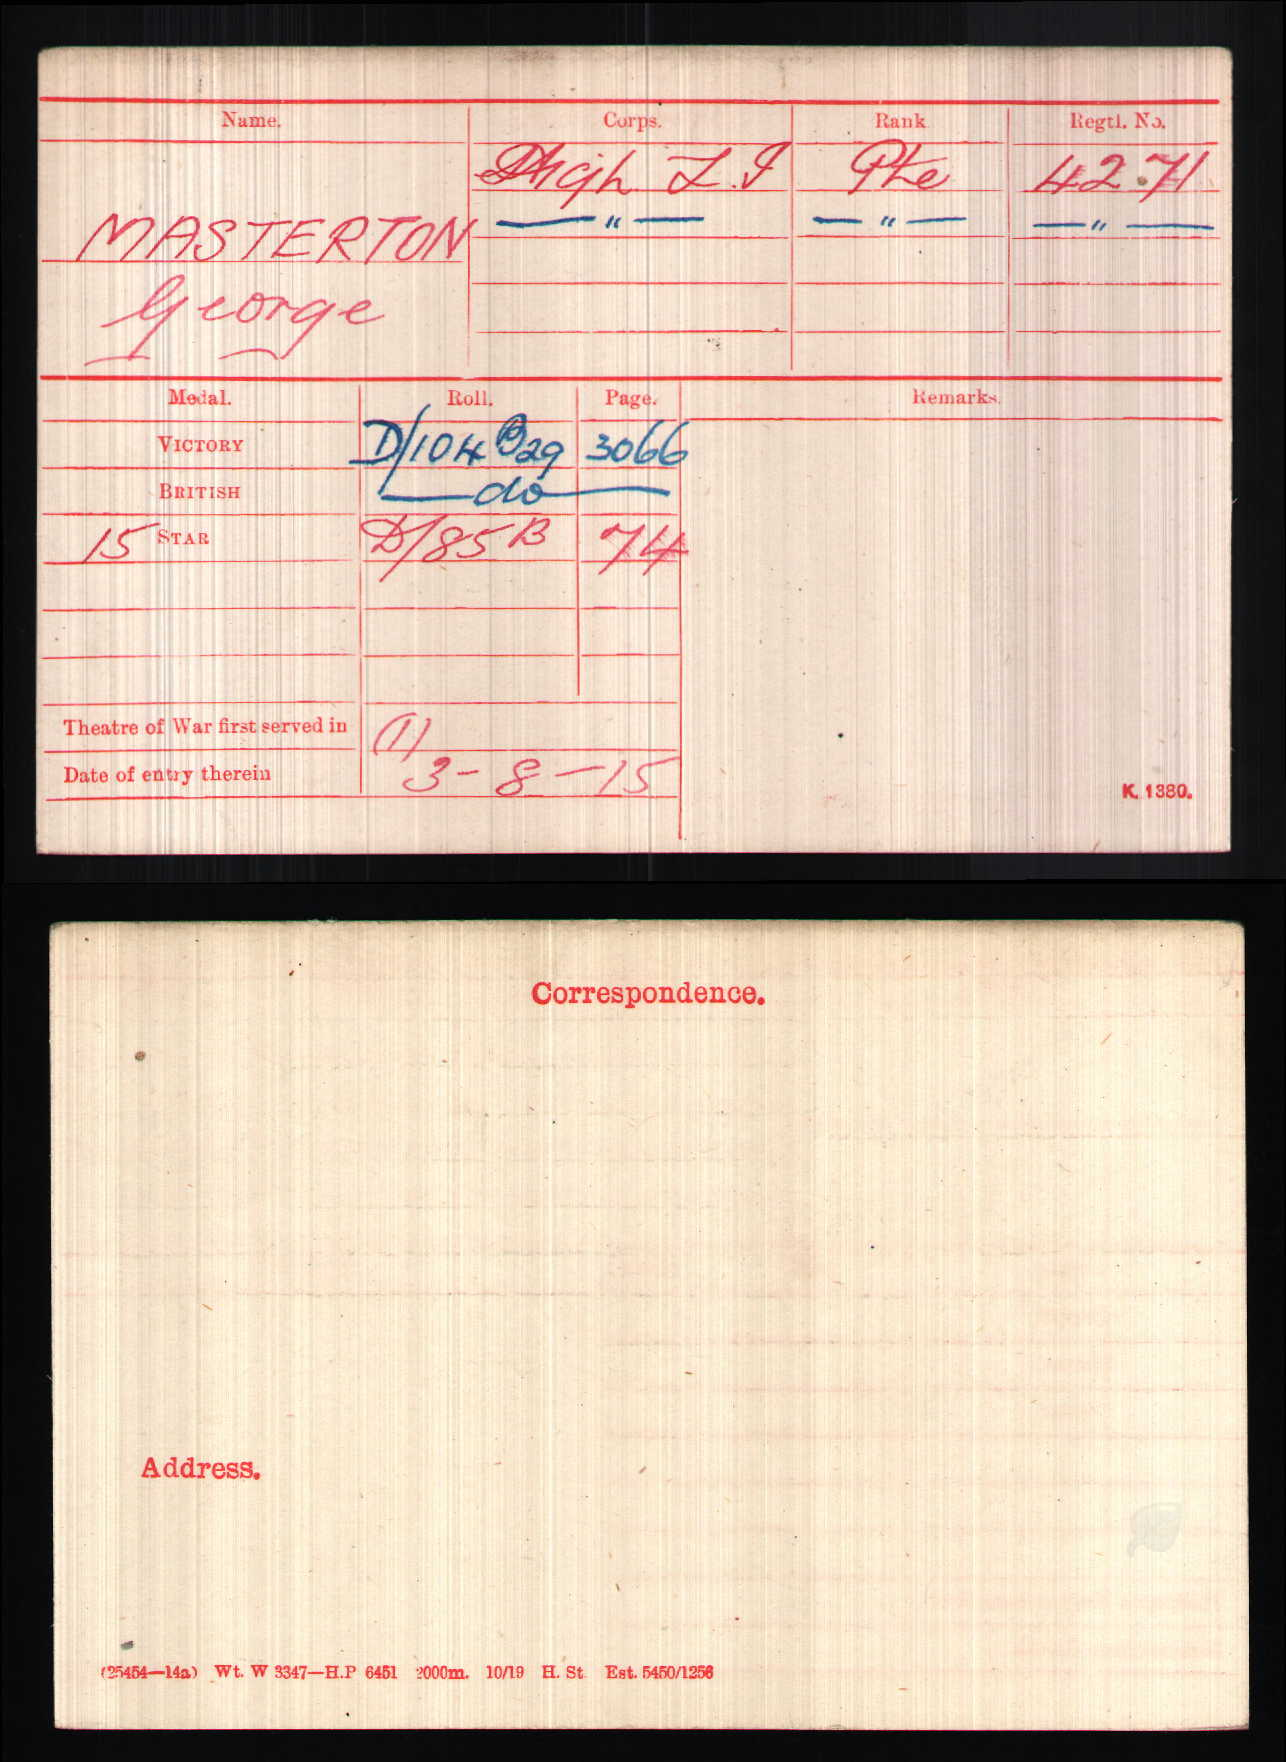 Name. Corps. Rank Regtl. No.
High L.I Pte 4271
MASTERTON — " — — " — — " —
George
Medal. Roll. Page. Remarks.
VICTORY D/104 B29 3066
BRITISH — do —
15 STAR D/85 B 74
Theatre of War first served in (1)
Date of entry therein 3 - 8 - 15
K. 1380.
Correspondence.
Address.
(25454—14a) Wt. W 3347—H.P 6451 2000m. 10/19 H. St. Est. 5450/1256